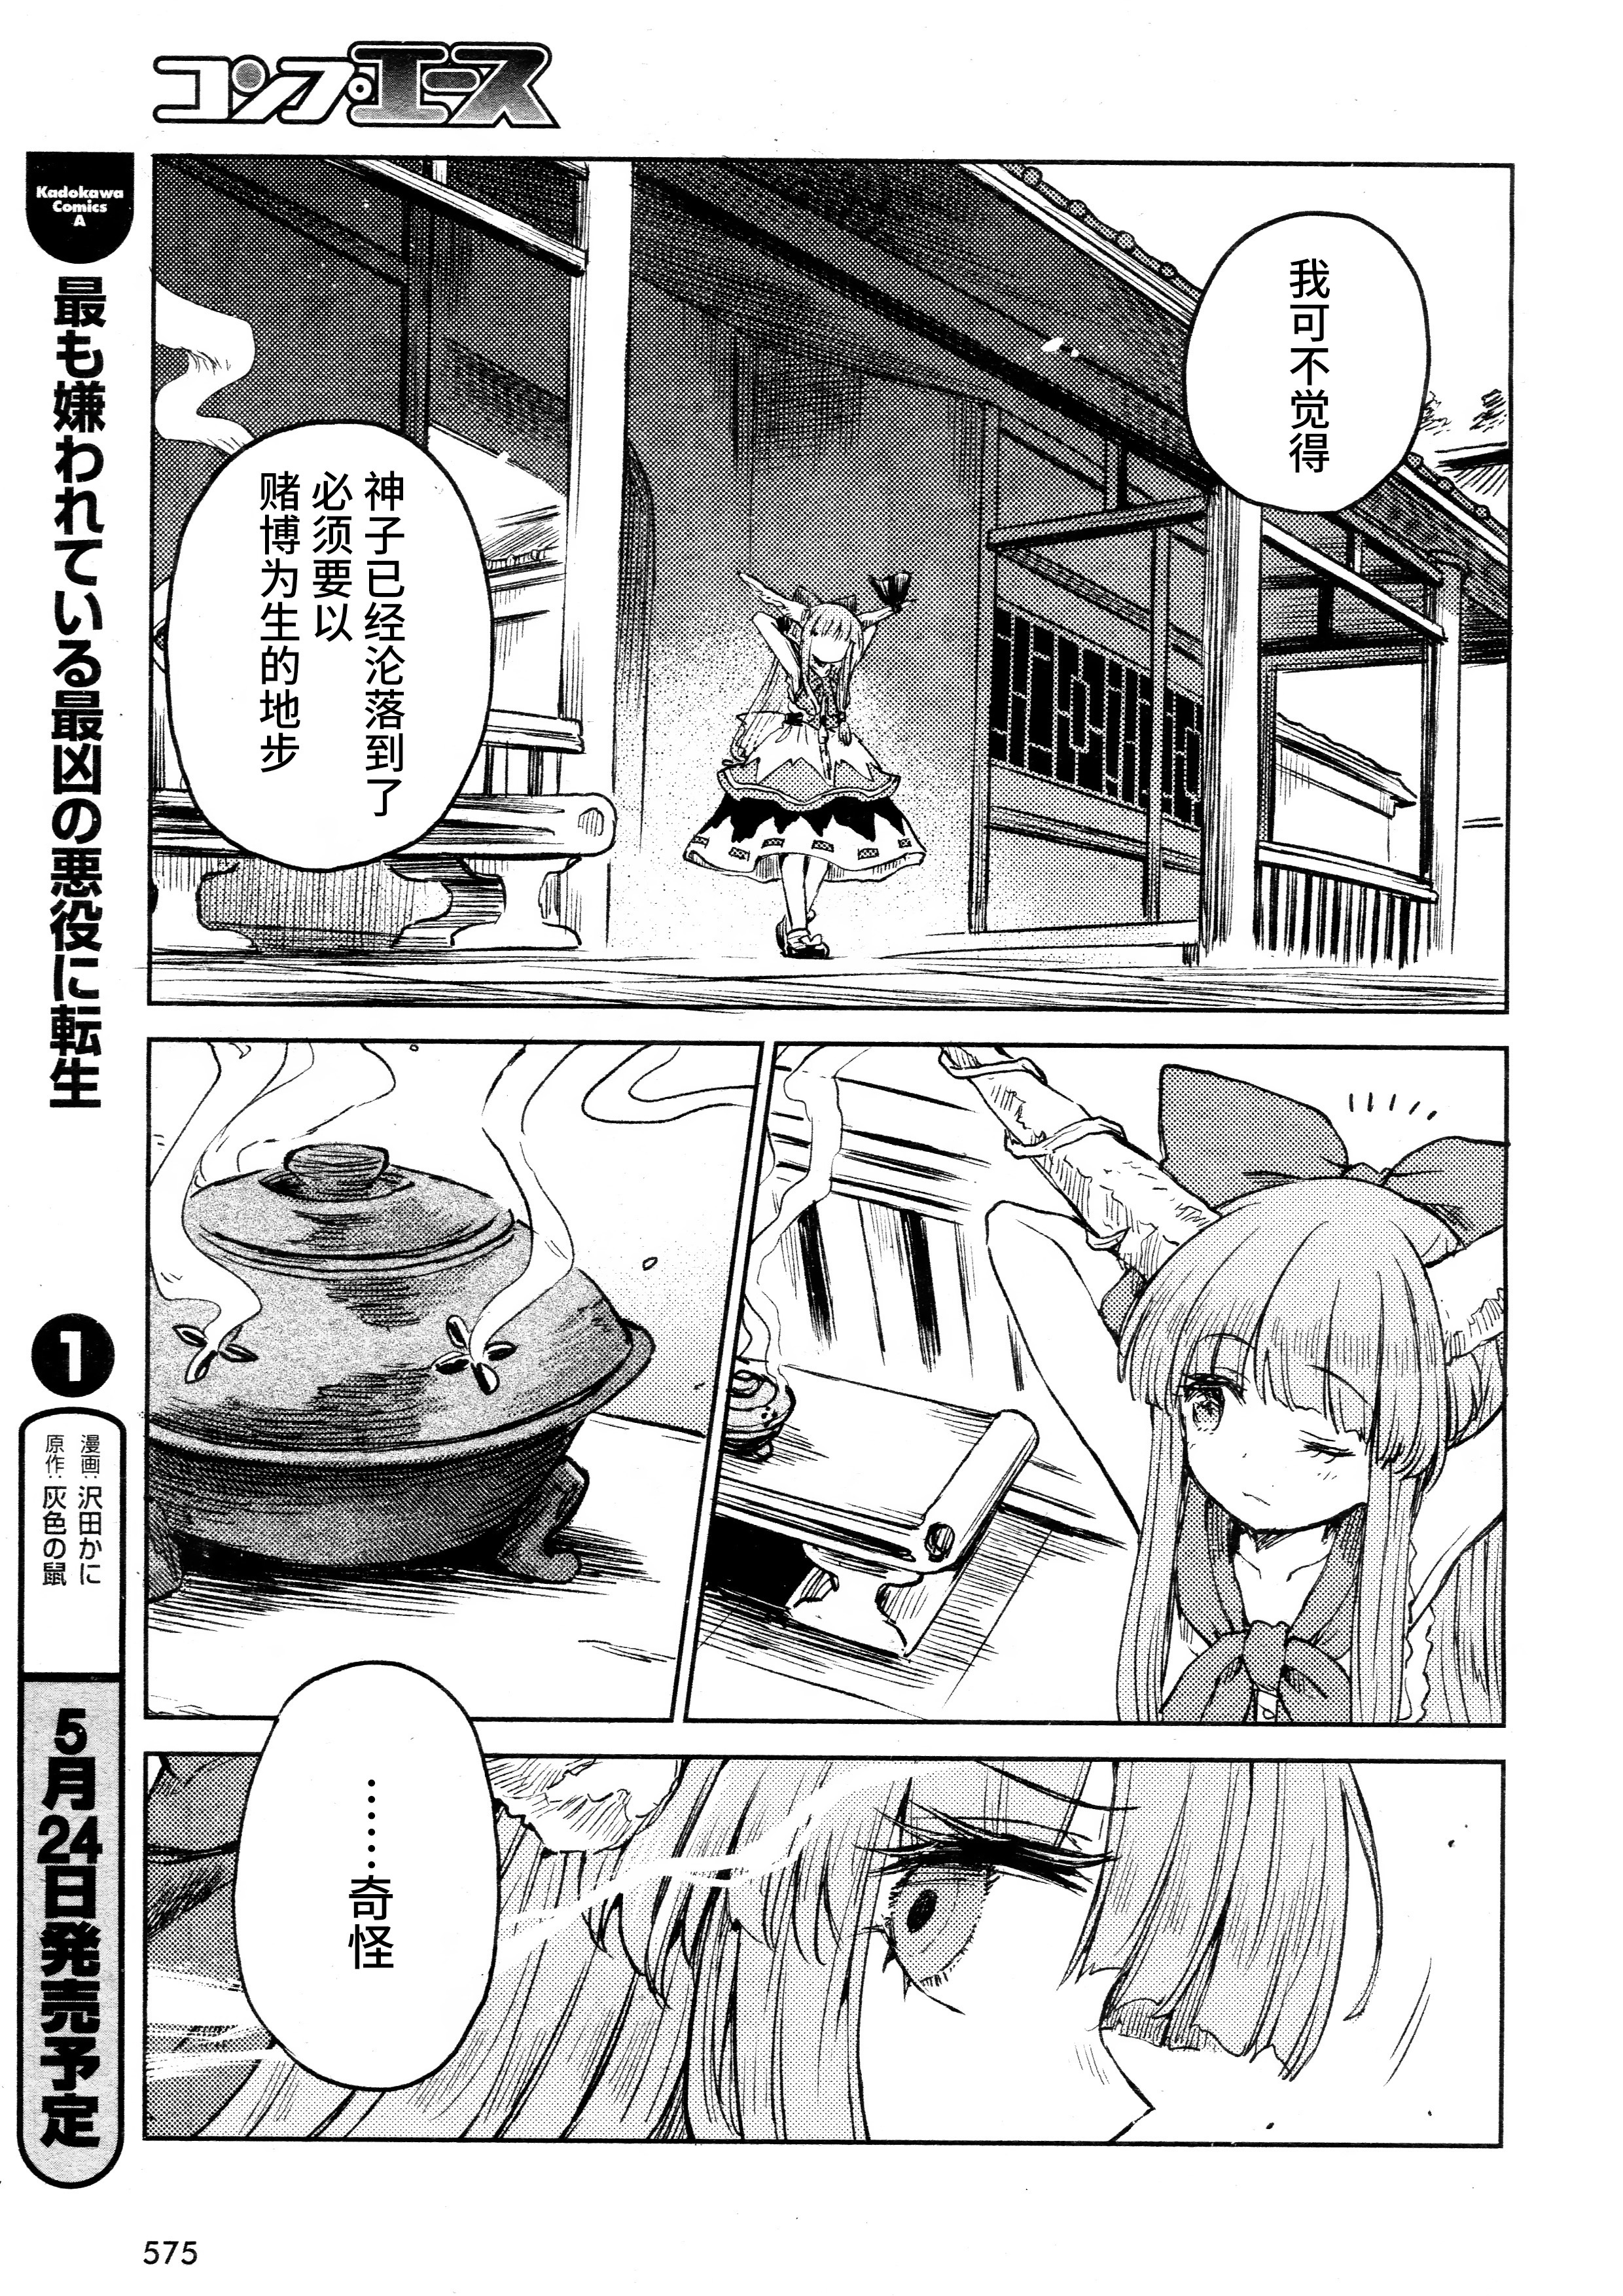 コンプ・エース
我可不觉得
神子已经沦落到了
必须要以
赌博为生的地步
……奇怪
Kadokawa
Comics
A
最も嫌われている最凶の悪役に転生
1
漫画:沢田かに
原作:灰色の鼠
5月24日発売予定
575